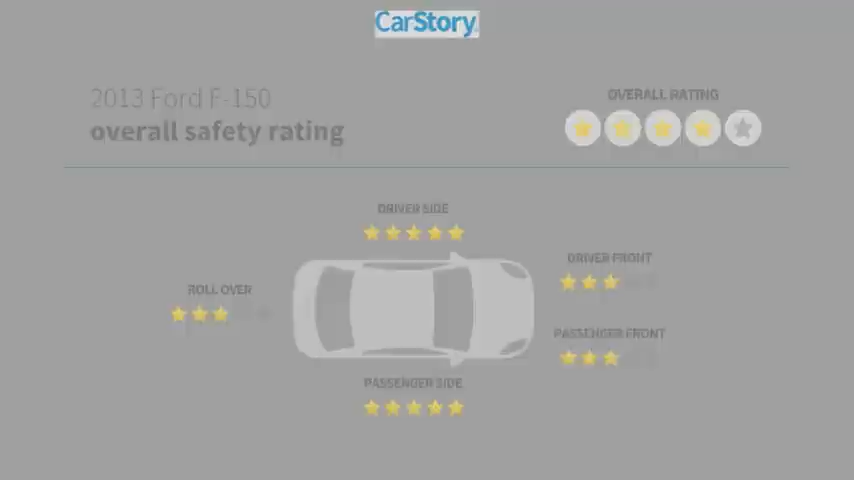 CarStory
2013 Ford F-150
overall safety rating
OVERALL RATING
DRIVER SIDE
DRIVER FRONT
ROLL OVER
PASSENGER FRONT
PASSENGER SIDE